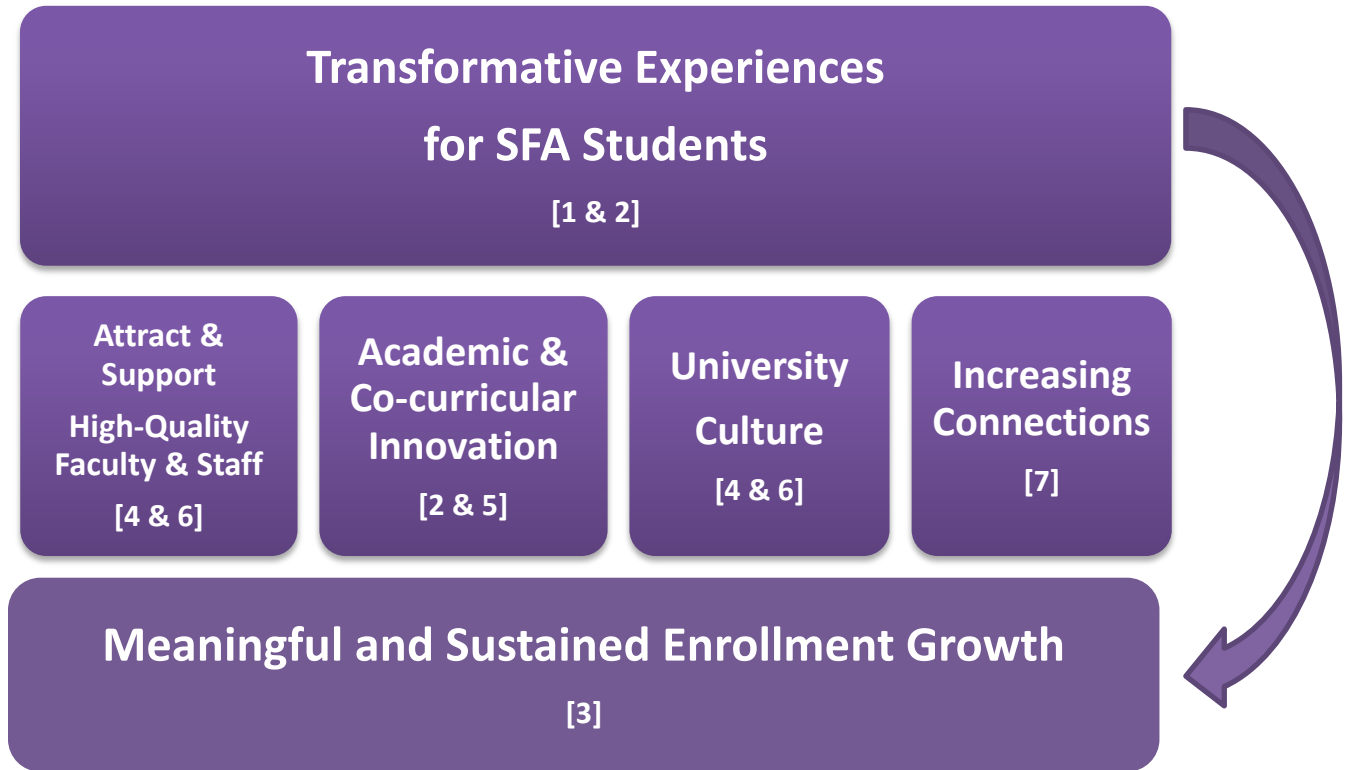 Transformative Experiences
for SFA Students
[1 & 2]
Attract &
Support
High-Quality
Faculty & Staff
[4 & 6]
Academic &
Co-curricular
Innovation
[2 & 5]
University
Culture
[4 & 6]
Increasing
Connections
[7]
Meaningful and Sustained Enrollment Growth
[3]